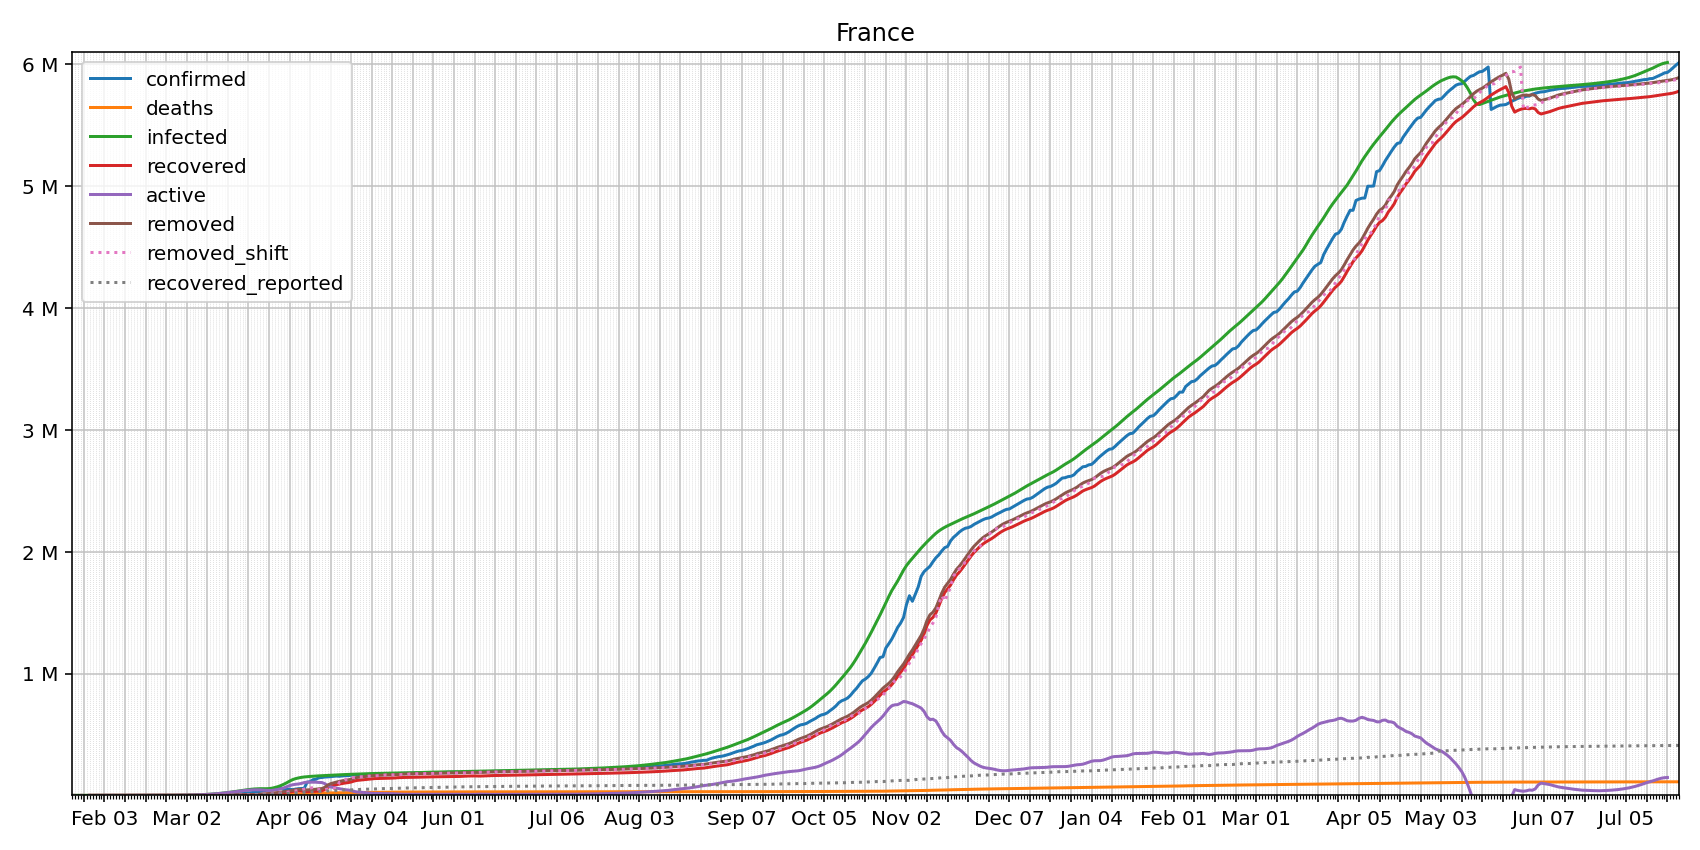 France
6 M
5 M
4 M
3 M
2 M
1 M
confirmed
deaths
infected
recovered
active
removed
removed_shift
recovered_reported
Feb 03 Mar 02 Apr 06 May 04 Jun 01 Jul 06 Aug 03 Sep 07 Oct 05 Nov 02 Dec 07 Jan 04 Feb 01 Mar 01 Apr 05 May 03 Jun 07 Jul 05